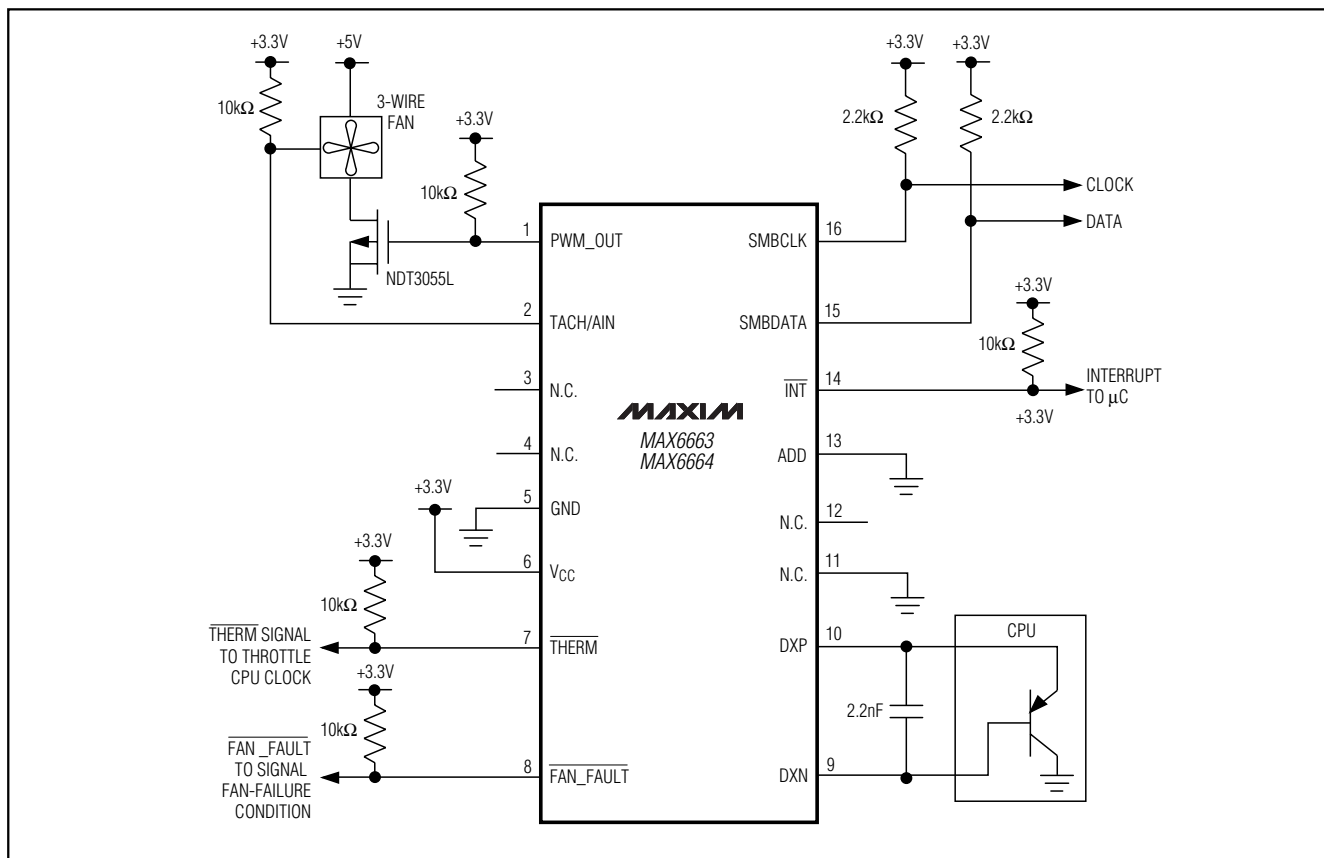 +3.3V
+5V
10kΩ
3-WIRE
FAN
+3.3V
10kΩ
NDT3055L
+3.3V
+3.3V
2.2kΩ
2.2kΩ
CLOCK
DATA
+3.3V
10kΩ
INTERRUPT
TO μC
+3.3V
1
PWM_OUT
2
TACH/AIN
3
N.C.
4
N.C.
+3.3V
5
GND
6
VCC
+3.3V
10kΩ
THERM SIGNAL
TO THROTTLE
CPU CLOCK
7
THERM
+3.3V
10kΩ
FAN _FAULT
TO SIGNAL
FAN-FAILURE
CONDITION
8
FAN_FAULT
MAXIM
MAX6663
MAX6664
SMBCLK
16
SMBDATA
15
INT
14
ADD
13
N.C.
12
N.C.
11
DXP
10
2.2nF
DXN
9
CPU